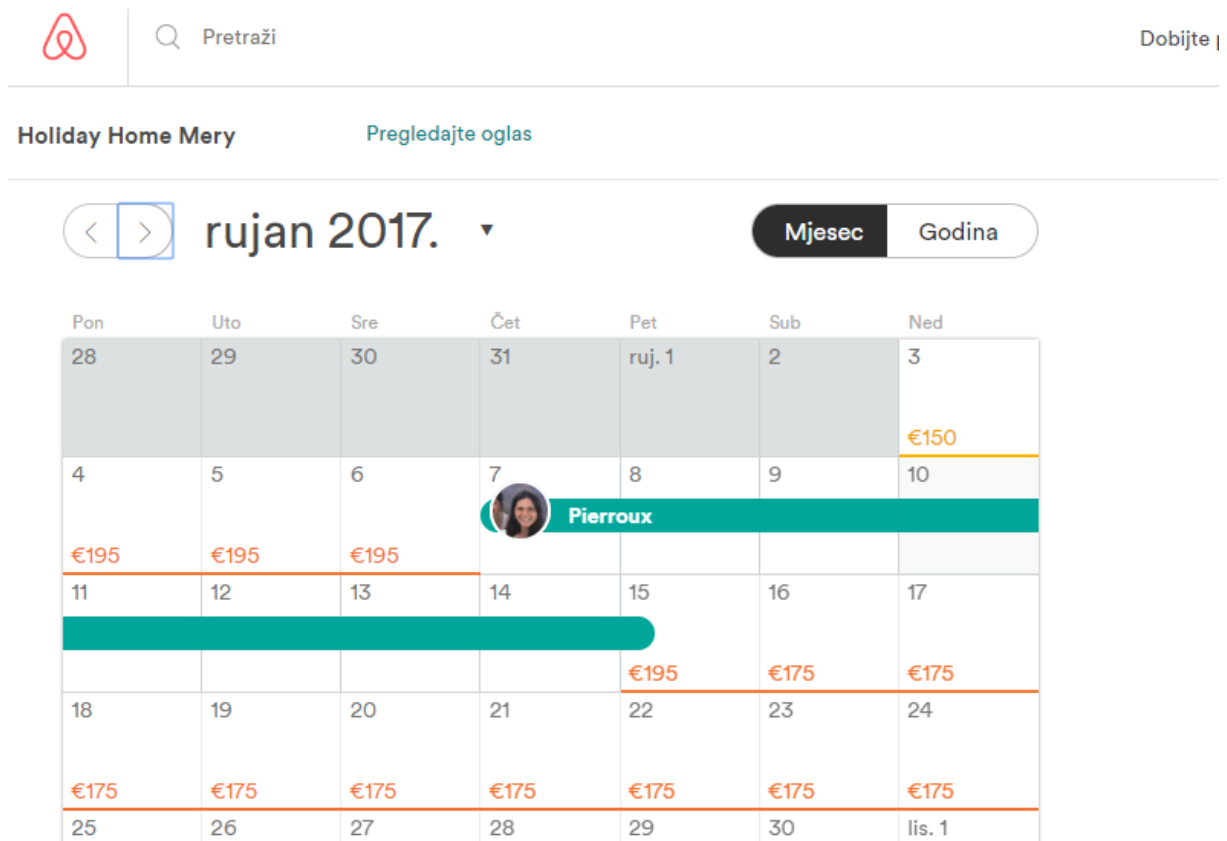 Pretraži
Dobijte
Holiday Home Mery Pregledajte oglas
rujan 2017. Mjesec Godina
Pon Uto Sre Čet Pet Sub Ned
28 29 30 31 ruj. 1 2 3
€150
4 5 6 7 8 9 10
Pierroux
€195 €195 €195
11 12 13 14 15 16 17
€195 €175 €175
18 19 20 21 22 23 24
€175 €175 €175 €175 €175 €175 €175
25 26 27 28 29 30 lis. 1